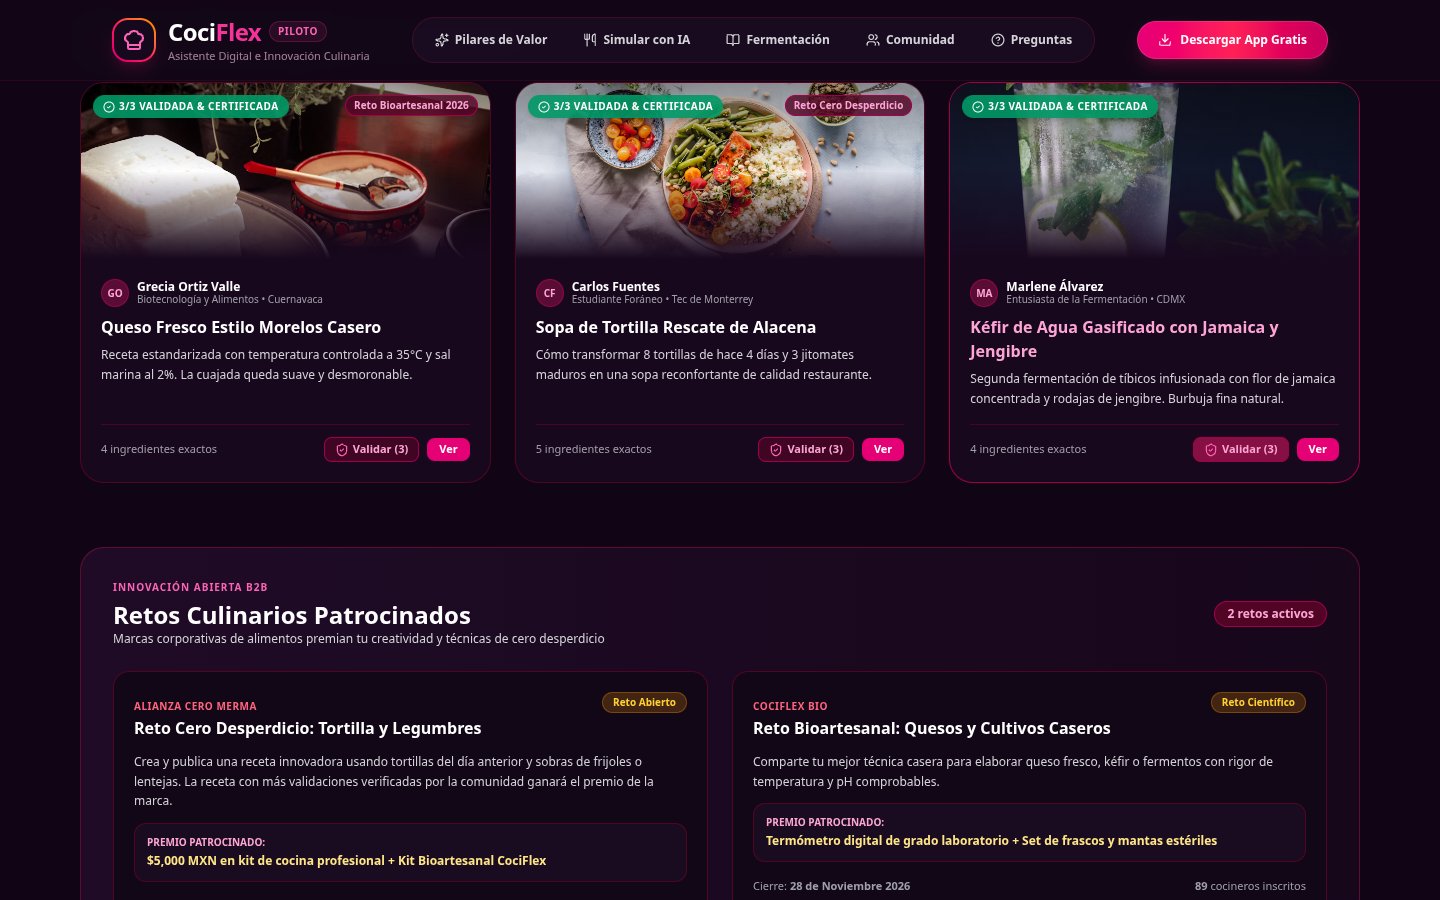 CociFlex PILOTO
Asistente Digital e Innovación Culinaria
Pilares de Valor
Simular con IA
Fermentación
Comunidad
Preguntas
Descargar App Gratis
3/3 VALIDADA & CERTIFICADA
Reto Bioartesanal 2026
GO
Grecia Ortiz Valle
Biotecnología y Alimentos • Cuernavaca
Queso Fresco Estilo Morelos Casero
Receta estandarizada con temperatura controlada a 35°C y sal
marina al 2%. La cuajada queda suave y desmoronable.
4 ingredientes exactos
Validar (3)
Ver
3/3 VALIDADA & CERTIFICADA
Reto Cero Desperdicio
CF
Carlos Fuentes
Estudiante Foráneo • Tec de Monterrey
Sopa de Tortilla Rescate de Alacena
Cómo transformar 8 tortillas de hace 4 días y 3 jitomates
maduros en una sopa reconfortante de calidad restaurante.
5 ingredientes exactos
Validar (3)
Ver
3/3 VALIDADA & CERTIFICADA
MA
Marlene Álvarez
Entusiasta de la Fermentación • CDMX
Kéfir de Agua Gasificado con Jamaica y
Jengibre
Segunda fermentación de tíbicos infusionada con flor de jamaica
concentrada y rodajas de jengibre. Burbuja fina natural.
4 ingredientes exactos
Validar (3)
Ver
INNOVACIÓN ABIERTA B2B
Retos Culinarios Patrocinados
Marcas corporativas de alimentos premian tu creatividad y técnicas de cero desperdicio
2 retos activos
ALIANZA CERO MERMA
Reto Abierto
Reto Cero Desperdicio: Tortilla y Legumbres
Crea y publica una receta innovadora usando tortillas del día anterior y sobras de frijoles o
lentejas. La receta con más validaciones verificadas por la comunidad ganará el premio de la
marca.
PREMIO PATROCINADO:
$5,000 MXN en kit de cocina profesional + Kit Bioartesanal CociFlex
COCIFLEX BIO
Reto Científico
Reto Bioartesanal: Quesos y Cultivos Caseros
Comparte tu mejor técnica casera para elaborar queso fresco, kéfir o fermentos con rigor de
temperatura y pH comprobables.
PREMIO PATROCINADO:
Termómetro digital de grado laboratorio + Set de frascos y mantas estériles
Cierre: 28 de Noviembre 2026
89 cocineros inscritos